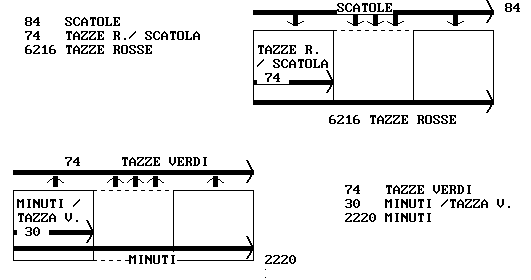 84 SCATOLE
74 TAZZE R./ SCATOLA
6216 TAZZE ROSSE
SCATOLE 84
TAZZE R.
/ SCATOLA
74
6216 TAZZE ROSSE
74 TAZZE VERDI
MINUTI /
TAZZA V.
30
MINUTI 2220
74 TAZZE VERDI
30 MINUTI /TAZZA V.
2220 MINUTI